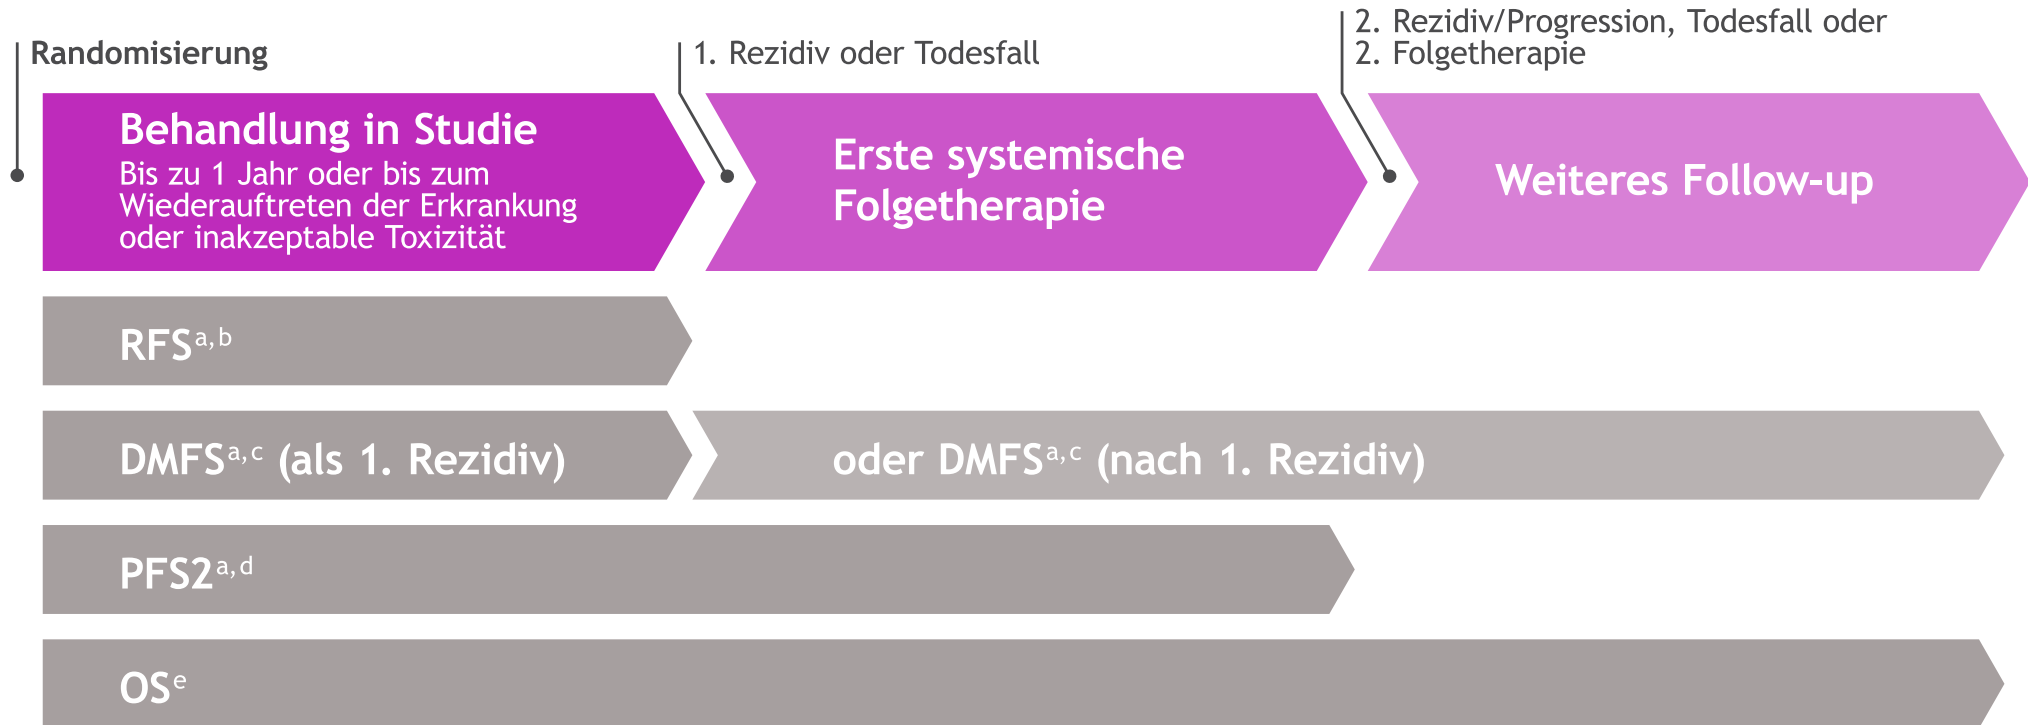 Randomisierung
1. Rezidiv oder Todesfall
2. Rezidiv/Progression, Todesfall oder
2. Folgetherapie
Behandlung in Studie
Bis zu 1 Jahr oder bis zum
Wiederauftreten der Erkrankung
oder inakzeptable Toxizität
Erste systemische
Folgetherapie
Weiteres Follow-up
RFSa,b
DMFSa,c (als 1. Rezidiv)
oder DMFSa,c (nach 1. Rezidiv)
PFS2a,d
OSe